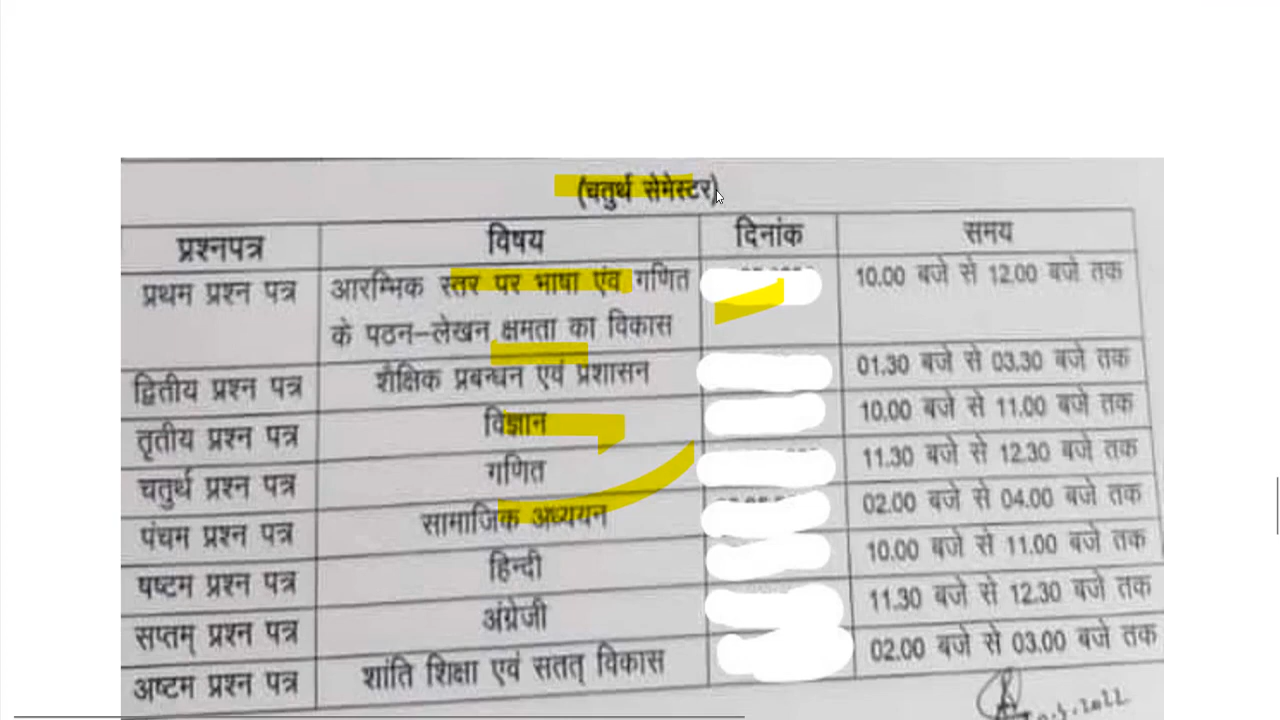 (चतुर्थ सेमेस्टर)
प्रश्नपत्र विषय दिनांक समय
प्रथम प्रश्न पत्र आरम्भिक स्तर पर भाषा एंव गणित 10.00 बजे से 12.00 बजे तक
के पठन–लेखन क्षमता का विकास
द्वितीय प्रश्न पत्र शैक्षिक प्रबन्धन एवं प्रशासन 01.30 बजे से 03.30 बजे तक
तृतीय प्रश्न पत्र विज्ञान 10.00 बजे से 11.00 बजे तक
चतुर्थ प्रश्न पत्र गणित 11.30 बजे से 12.30 बजे तक
पंचम प्रश्न पत्र सामाजिक अध्ययन 02.00 बजे से 04.00 बजे तक
षष्टम प्रश्न पत्र हिन्दी 10.00 बजे से 11.00 बजे तक
सप्तम् प्रश्न पत्र अंग्रेजी 11.30 बजे से 12.30 बजे तक
अष्टम प्रश्न पत्र शांति शिक्षा एवं सतत् विकास 02.00 बजे से 03.00 बजे तक